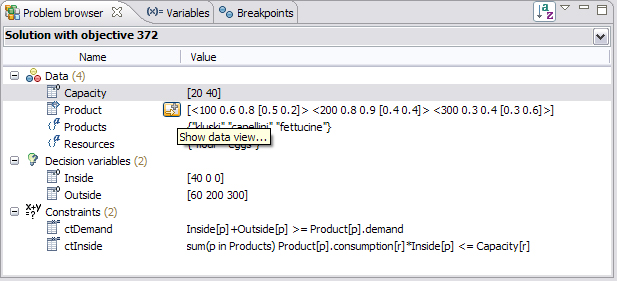 Problem browser (x)= Variables Breakpoints
Solution with objective 372
Name Value
Data (4)
Capacity [20 40]
Product [<100 0.6 0.8 [0.5 0.2]> <200 0.8 0.9 [0.4 0.4]> <300 0.3 0.4 [0.3 0.6]>]
Products {"kluski" "capellini" "fettucine"}
Show data view...
Resources
Decision variables (2)
Inside [40 0 0]
Outside [60 200 300]
Constraints (2)
ctDemand Inside[p]+Outside[p] >= Product[p].demand
ctInside sum(p in Products) Product[p].consumption[r]*Inside[p] <= Capacity[r]